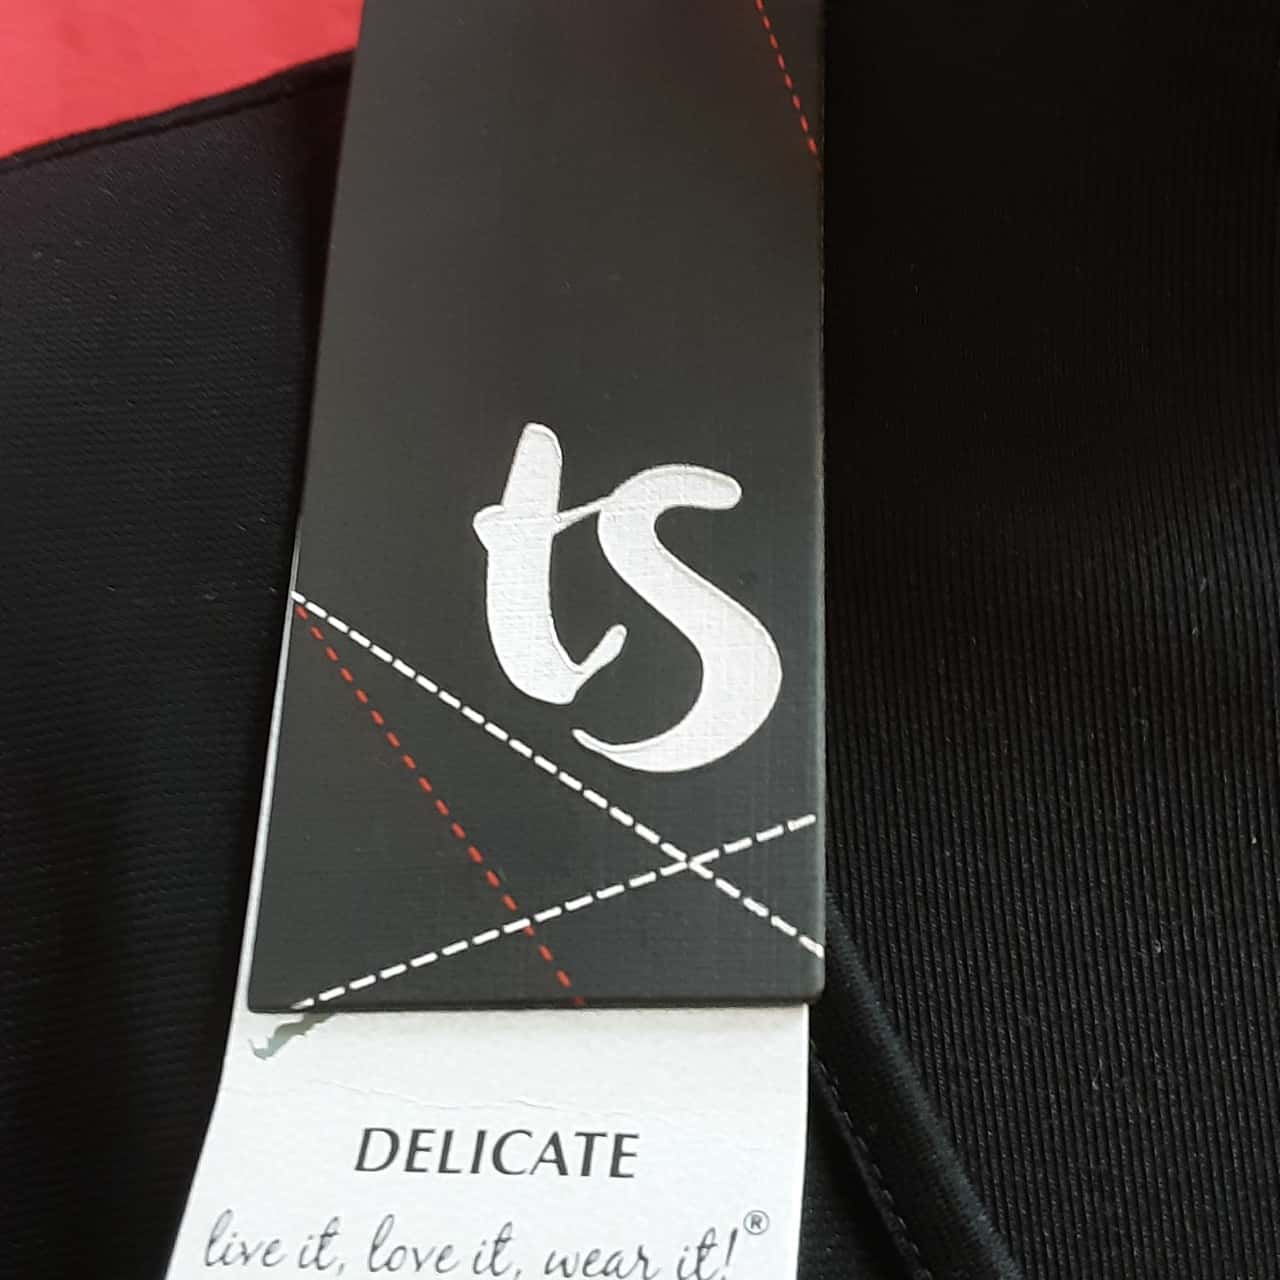 ts
DELICATE
live it, love it, wear it!®